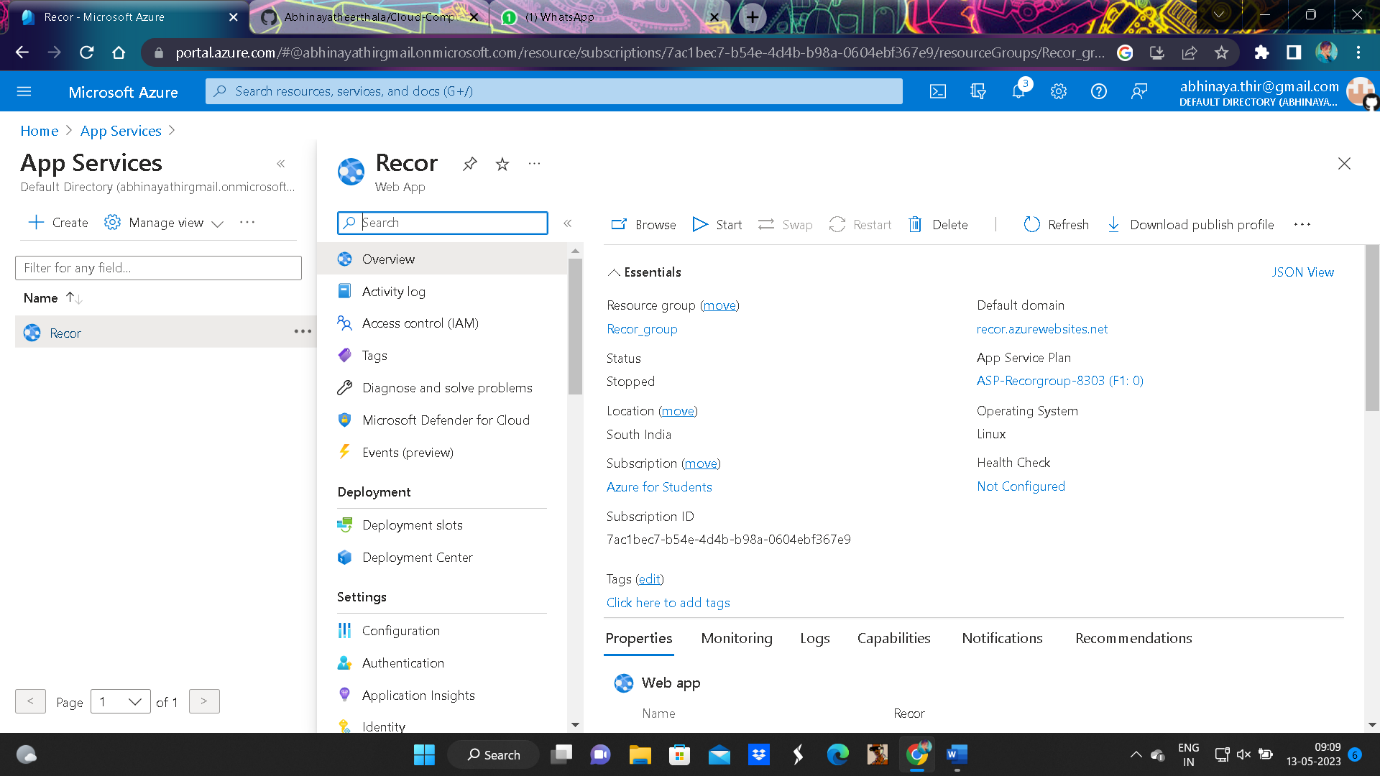 Recor - Microsoft Azure
Abhinayatheerthala/Cloud-Comp
(1) WhatsApp
portal.azure.com/#@abhinayathirgmail.onmicrosoft.com/resource/subscriptions/7ac1bec7-b54e-4d4b-b98a-0604ebf367e9/resourceGroups/Recor_gr...
Microsoft Azure
Search resources, services, and docs (G+/)
3
abhinaya.thir@gmail.com
DEFAULT DIRECTORY (ABHINAYA...
Home > App Services >
App Services
Default Directory (abhinayathirgmail.onmicrosoft...
Create
Manage view
...
Filter for any field...
Name
Recor
...
< Page 1 of 1 >
Recor
...
Web App
Search
Overview
Activity log
Access control (IAM)
Tags
Diagnose and solve problems
Microsoft Defender for Cloud
Events (preview)
Deployment
Deployment slots
Deployment Center
Settings
Configuration
Authentication
Application Insights
Identity
Browse Start Swap Restart Delete | Refresh Download publish profile ...
Essentials
JSON View
Resource group (move)
Recor_group
Status
Stopped
Location (move)
South India
Subscription (move)
Azure for Students
Subscription ID
7ac1bec7-b54e-4d4b-b98a-0604ebf367e9
Default domain
recor.azurewebsites.net
App Service Plan
ASP-Recorgroup-8303 (F1: 0)
Operating System
Linux
Health Check
Not Configured
Tags (edit)
Click here to add tags
Properties Monitoring Logs Capabilities Notifications Recommendations
Web app
Name Recor
Search
ENG
IN
09:09
13-05-2023
6